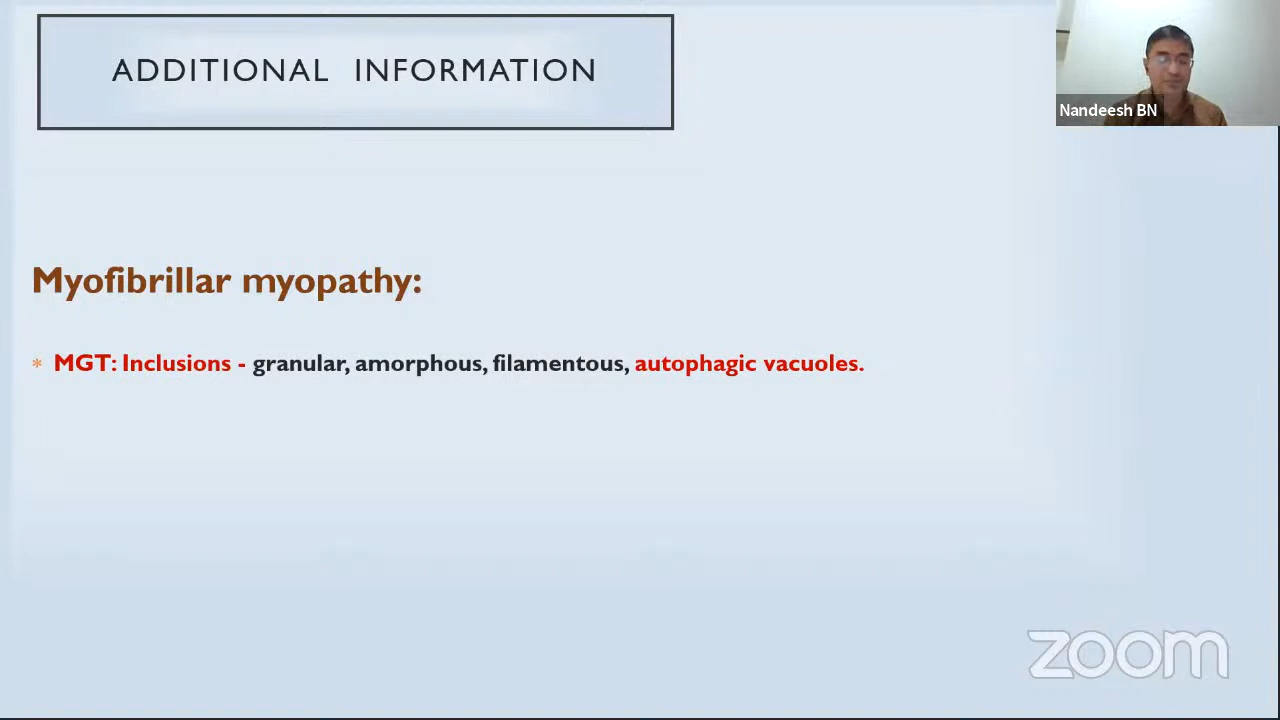 ADDITIONAL INFORMATION
Nandeesh BN
Myofibrillar myopathy:
* MGT: Inclusions - granular, amorphous, filamentous, autophagic vacuoles.
zoom